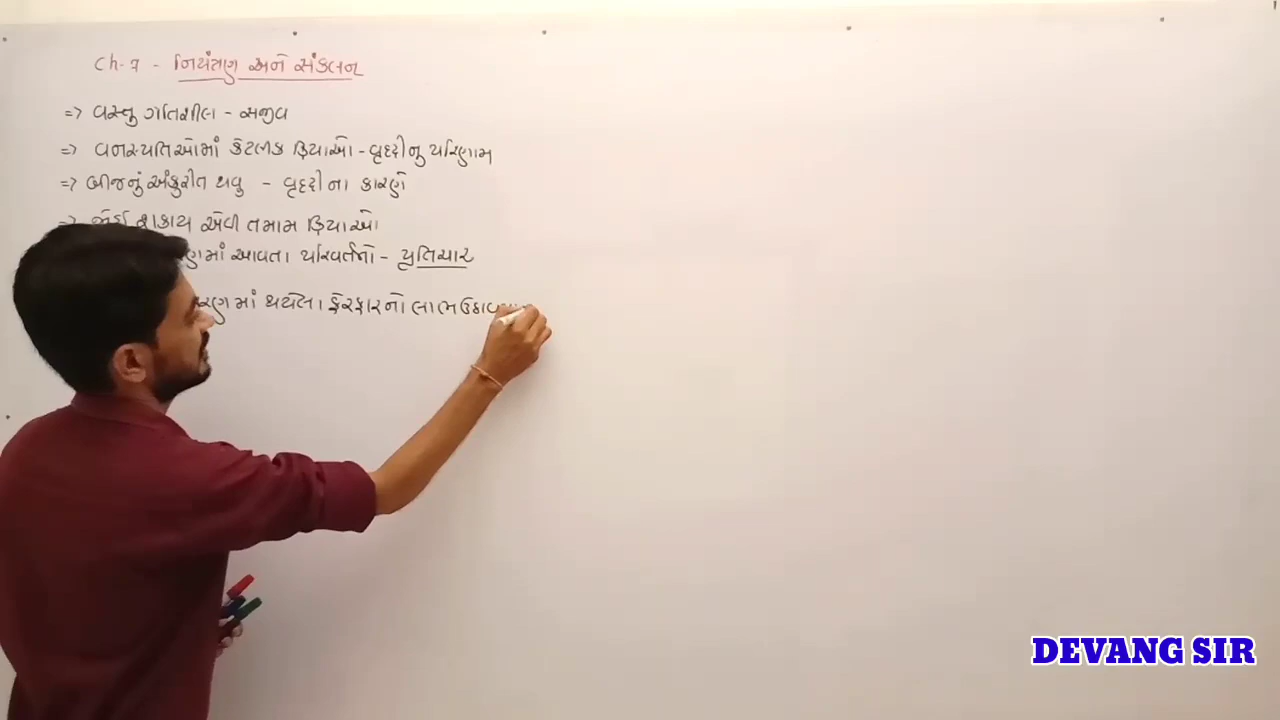 Ch-7 - નિયંત્રણ અને સંકલન
=> વસ્તુ ગતિશીલ - સજીવ
=> વનસ્પતિઓમાં કેટલીક ક્રિયાઓ - વૃદ્દીનુ પરિણામ
=> બીજનું અંકુરીત થવુ - વૃદ્દીના કારણે
=> જોઈ શકાય એવી તમામ ક્રિયાઓ
માં આવતા પરિવર્તનો - પ્રતિચાર
માં થયેલા ફેરફારનો લાભ
DEVANG SIR